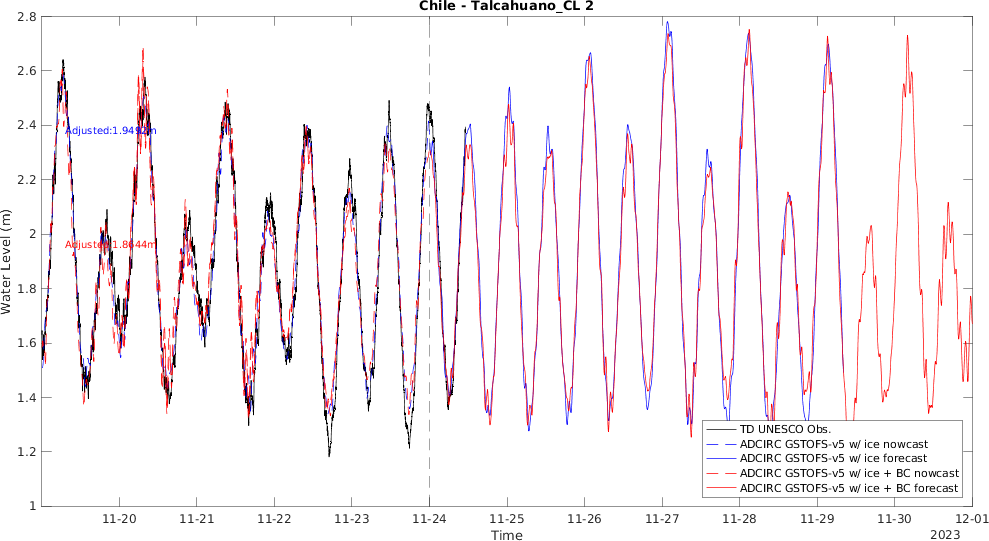 Chile - Talcahuano_CL 2
2.8
2.6
2.4
2.2
2
1.8
1.6
1.4
1.2
1
Water Level (m)
Adjusted:1.9492m
Adjusted:1.8644m
11-20
11-21
11-22
11-23
11-24
11-25
11-26
11-27
11-28
11-29
11-30
12-01
Time
2023
TD UNESCO Obs.
ADCIRC GSTOFS-v5 w/ ice nowcast
ADCIRC GSTOFS-v5 w/ ice forecast
ADCIRC GSTOFS-v5 w/ ice + BC nowcast
ADCIRC GSTOFS-v5 w/ ice + BC forecast